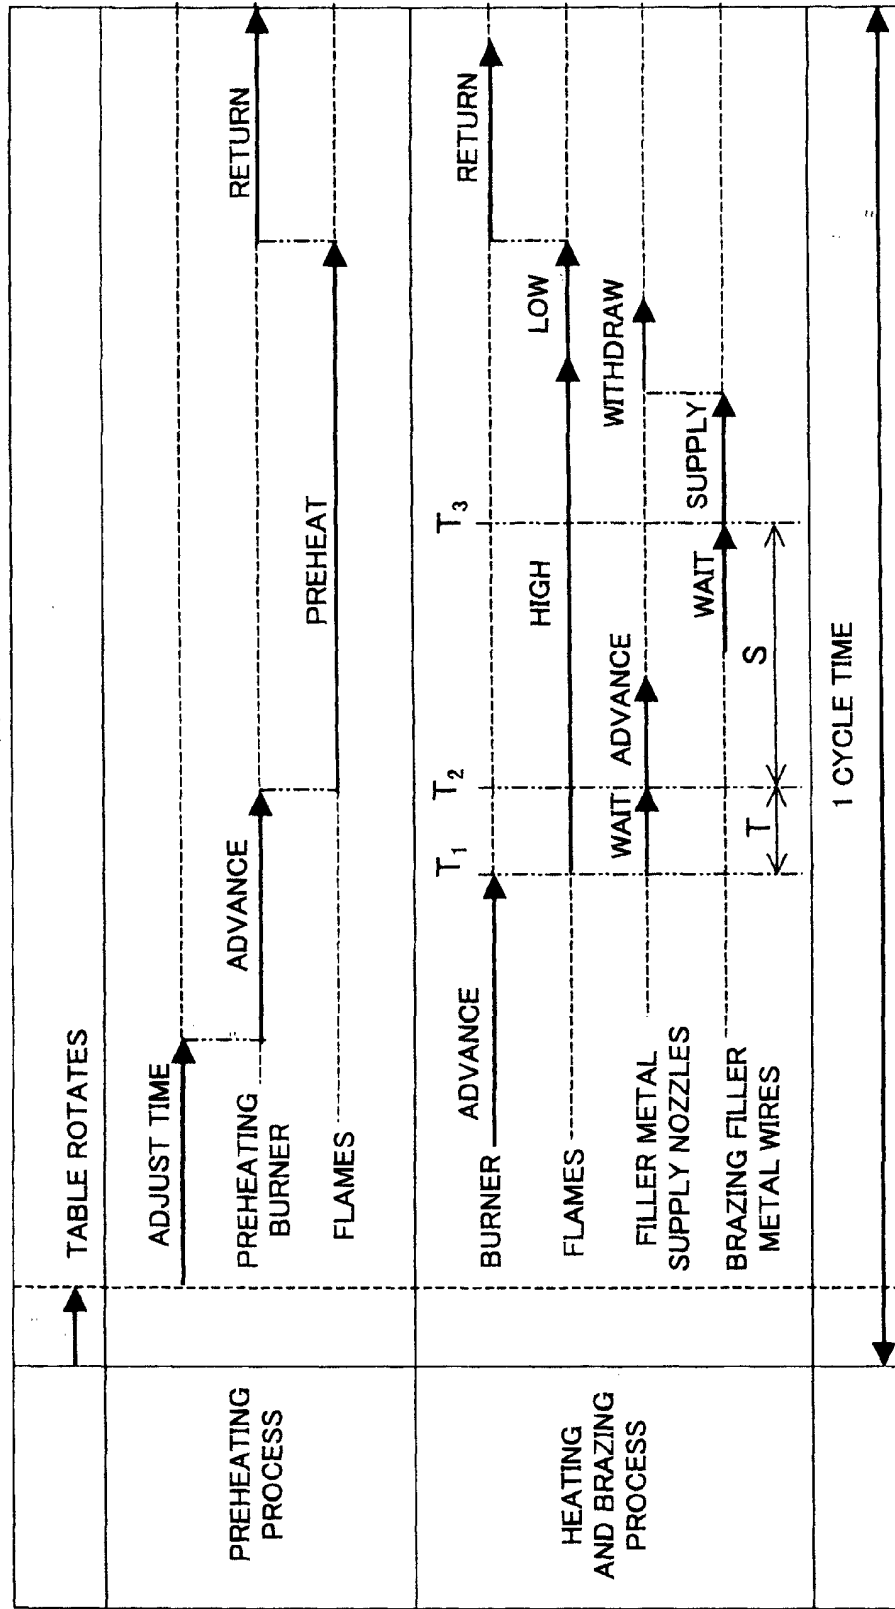 TABLE ROTATES
PREHEATING
PROCESS
ADJUST TIME
PREHEATING
BURNER
ADVANCE
RETURN
FLAMES
PREHEAT
HEATING
AND BRAZING
PROCESS
T1
T2
T3
BURNER
ADVANCE
RETURN
FLAMES
HIGH
LOW
FILLER METAL
SUPPLY NOZZLES
WAIT
ADVANCE
WITHDRAW
BRAZING FILLER
METAL WIRES
WAIT
SUPPLY
T
S
1 CYCLE TIME